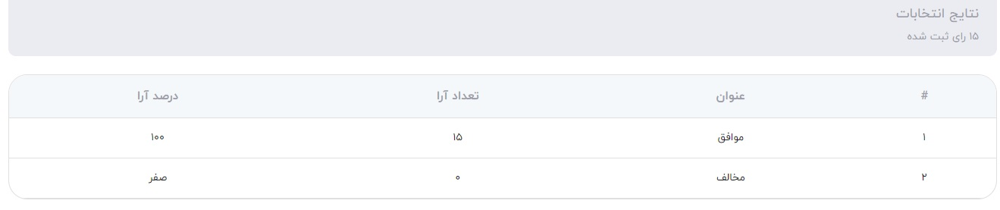 نتایج انتخابات
۱۵ رای ثبت شده
# عنوان تعداد آرا درصد آرا
۱ موافق ۱۵ ۱۰۰
۲ مخالف ۰ صفر